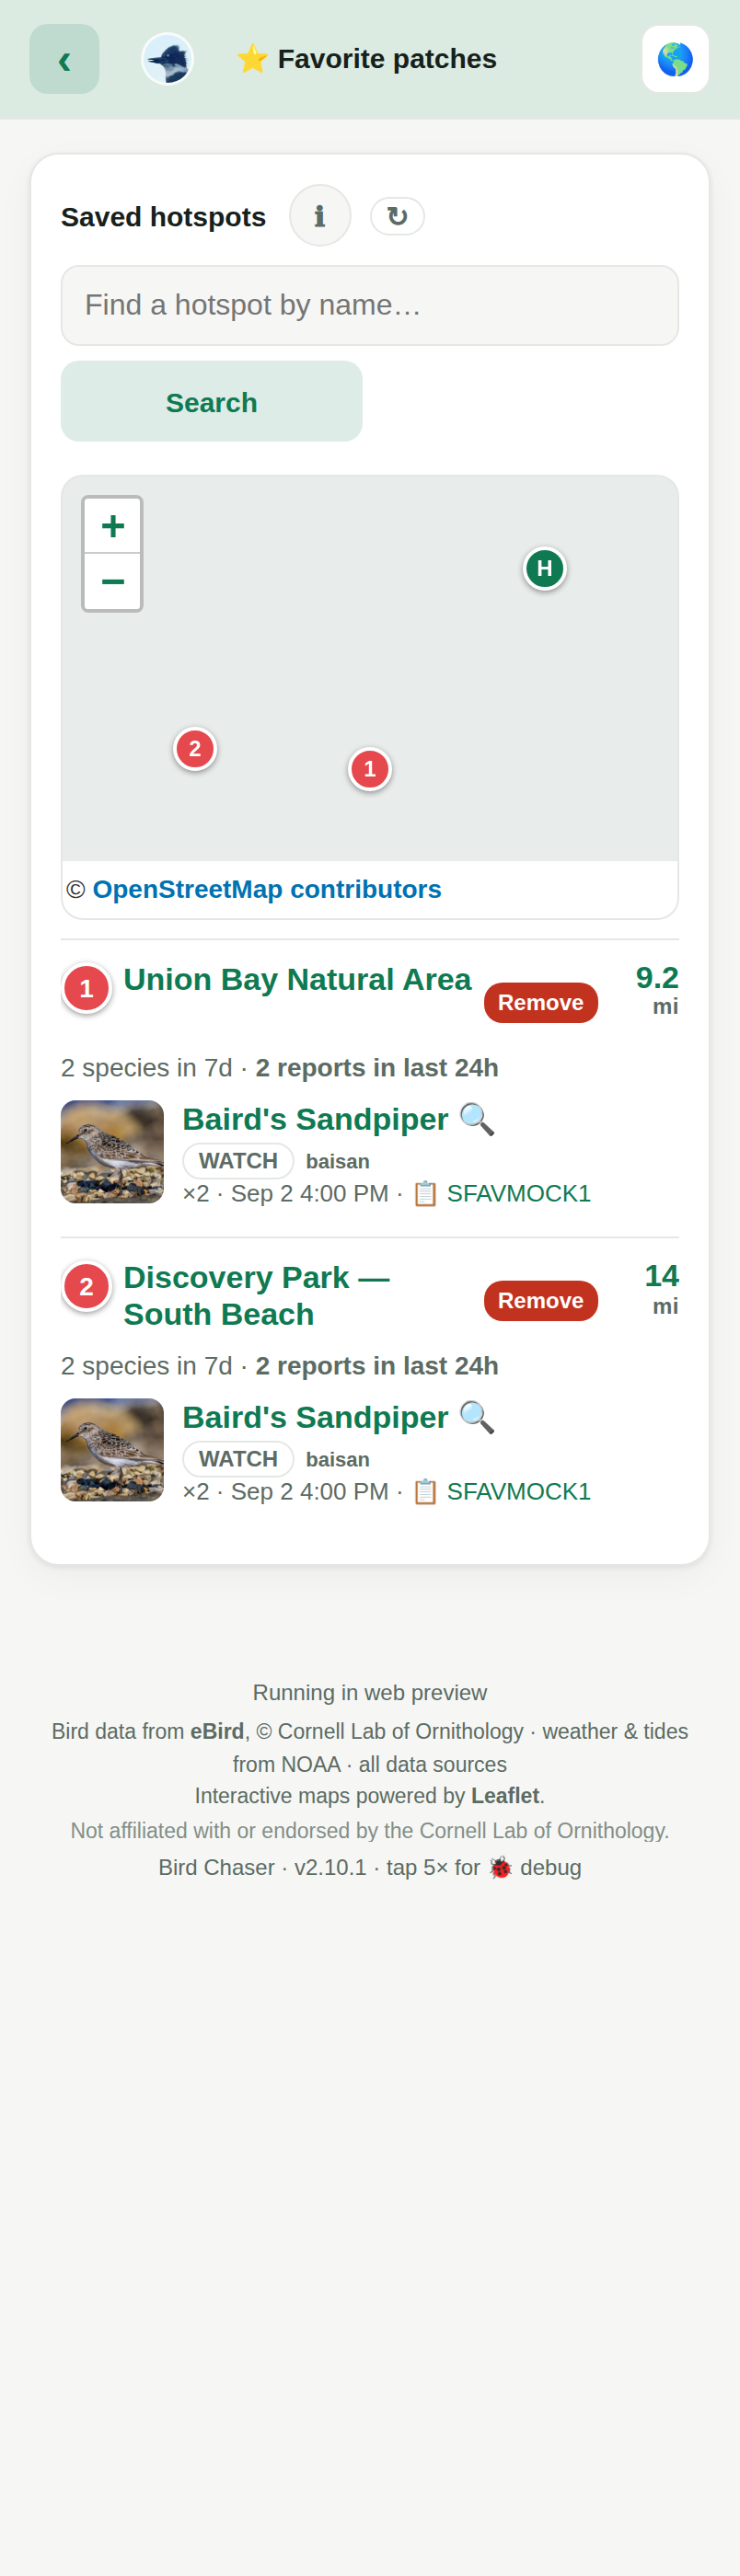 ‹
⭐ Favorite patches
🌎
Saved hotspots ℹ ↻
Find a hotspot by name…
Search
+
−
H
2
1
© OpenStreetMap contributors
1 Union Bay Natural Area Remove 9.2 mi
2 species in 7d · 2 reports in last 24h
Baird's Sandpiper 🔍
WATCH baisan
×2 · Sep 2 4:00 PM · 📋 SFAVMOCK1
2 Discovery Park —
South Beach Remove 14 mi
2 species in 7d · 2 reports in last 24h
Baird's Sandpiper 🔍
WATCH baisan
×2 · Sep 2 4:00 PM · 📋 SFAVMOCK1
Running in web preview
Bird data from eBird, © Cornell Lab of Ornithology · weather & tides
from NOAA · all data sources
Interactive maps powered by Leaflet.
Not affiliated with or endorsed by the Cornell Lab of Ornithology.
Bird Chaser · v2.10.1 · tap 5× for 🐞 debug